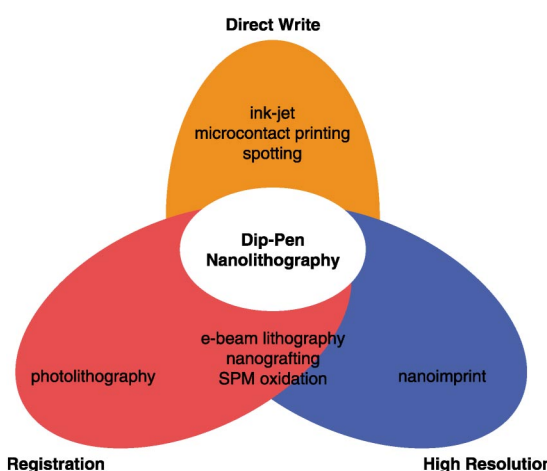 Direct Write
ink-jet
microcontact printing
spotting
Dip-Pen
Nanolithography
e-beam lithography
nanografting
SPM oxidation
photolithography
nanoimprint
Registration
High Resolution